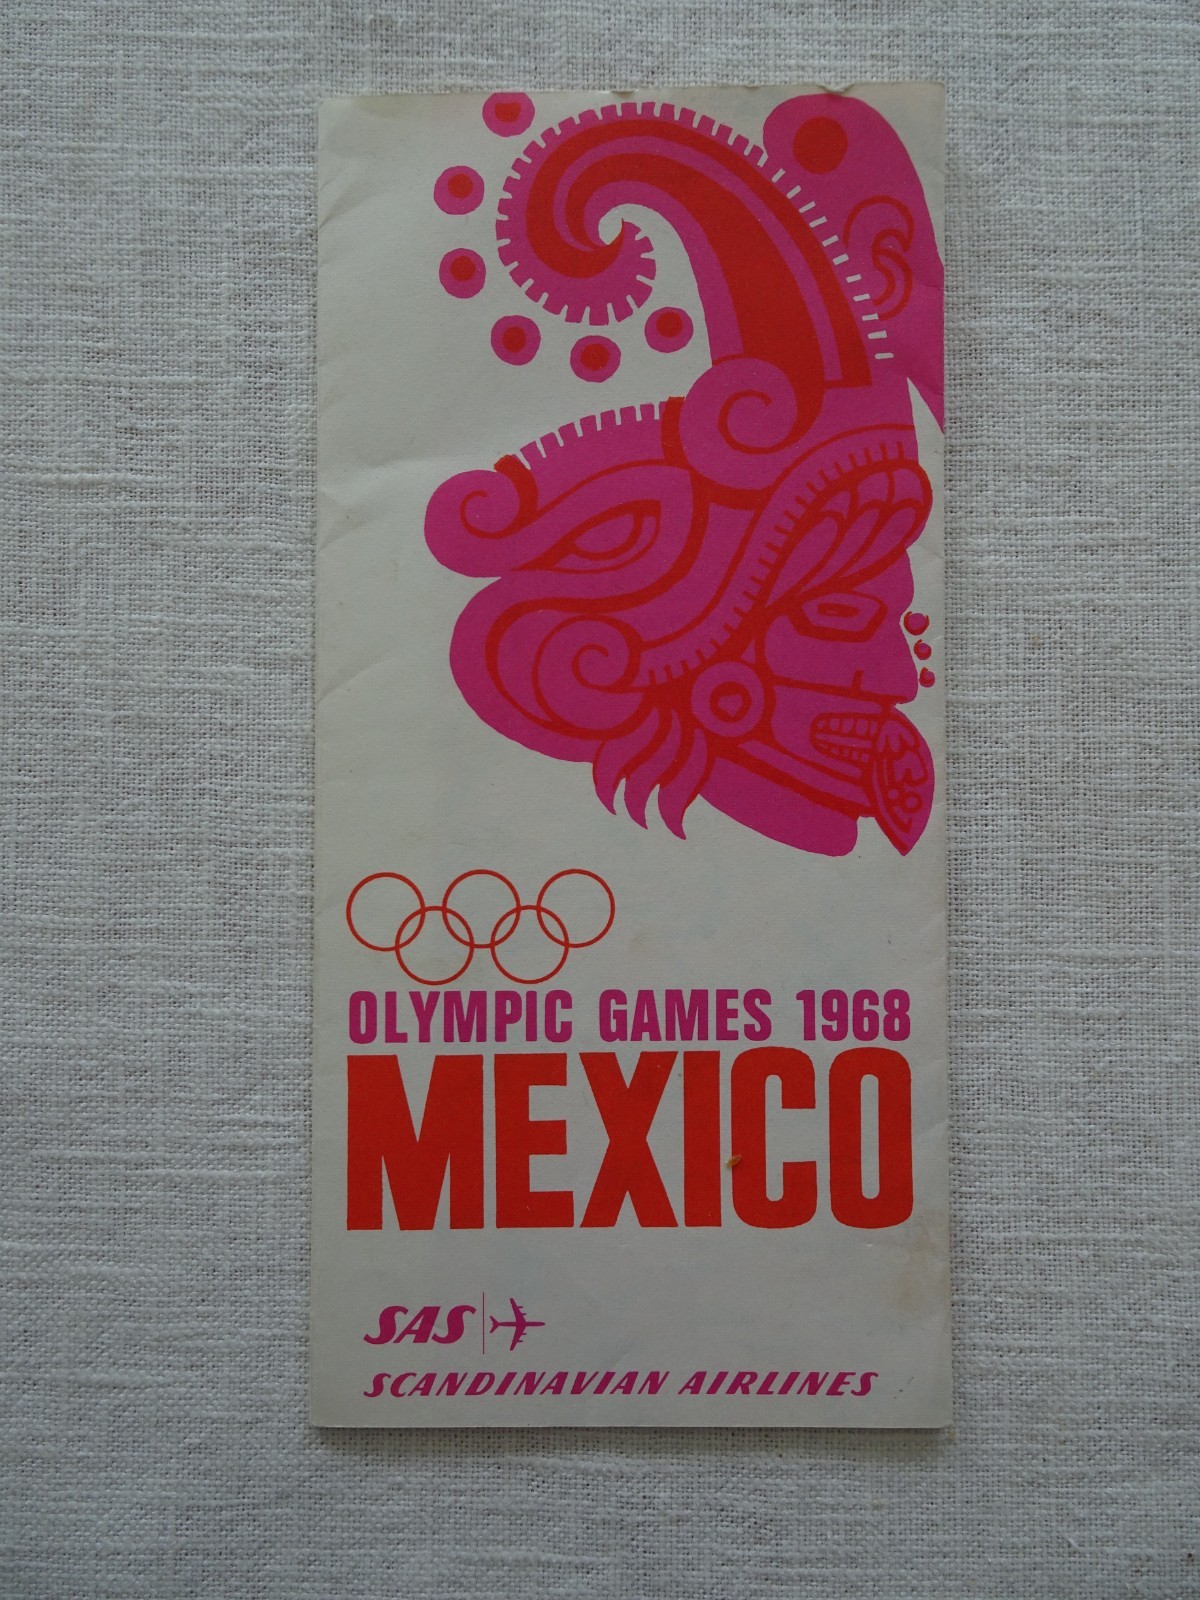 OLYMPIC GAMES 1968
MEXICO
SAS
SCANDINAVIAN AIRLINES